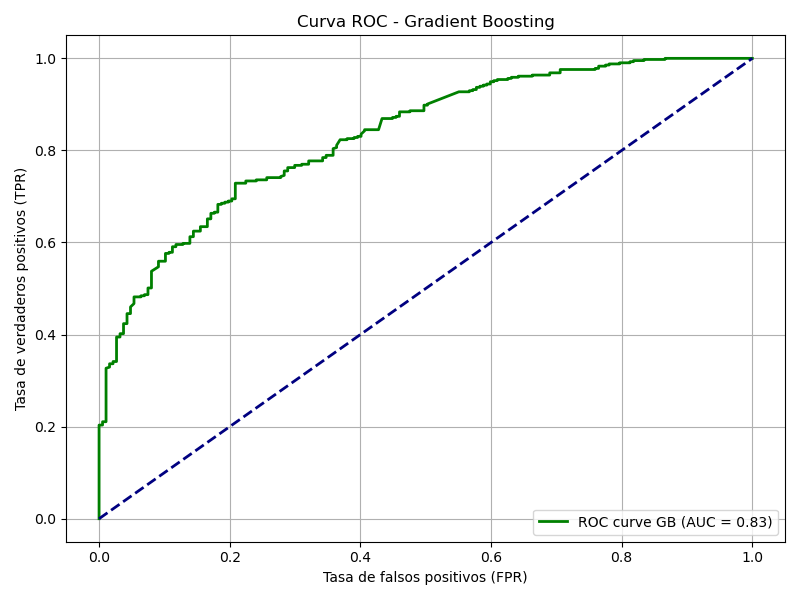 Curva ROC - Gradient Boosting
Tasa de verdaderos positivos (TPR)
1.0
0.8
0.6
0.4
0.2
0.0
ROC curve GB (AUC = 0.83)
0.0 0.2 0.4 0.6 0.8 1.0
Tasa de falsos positivos (FPR)